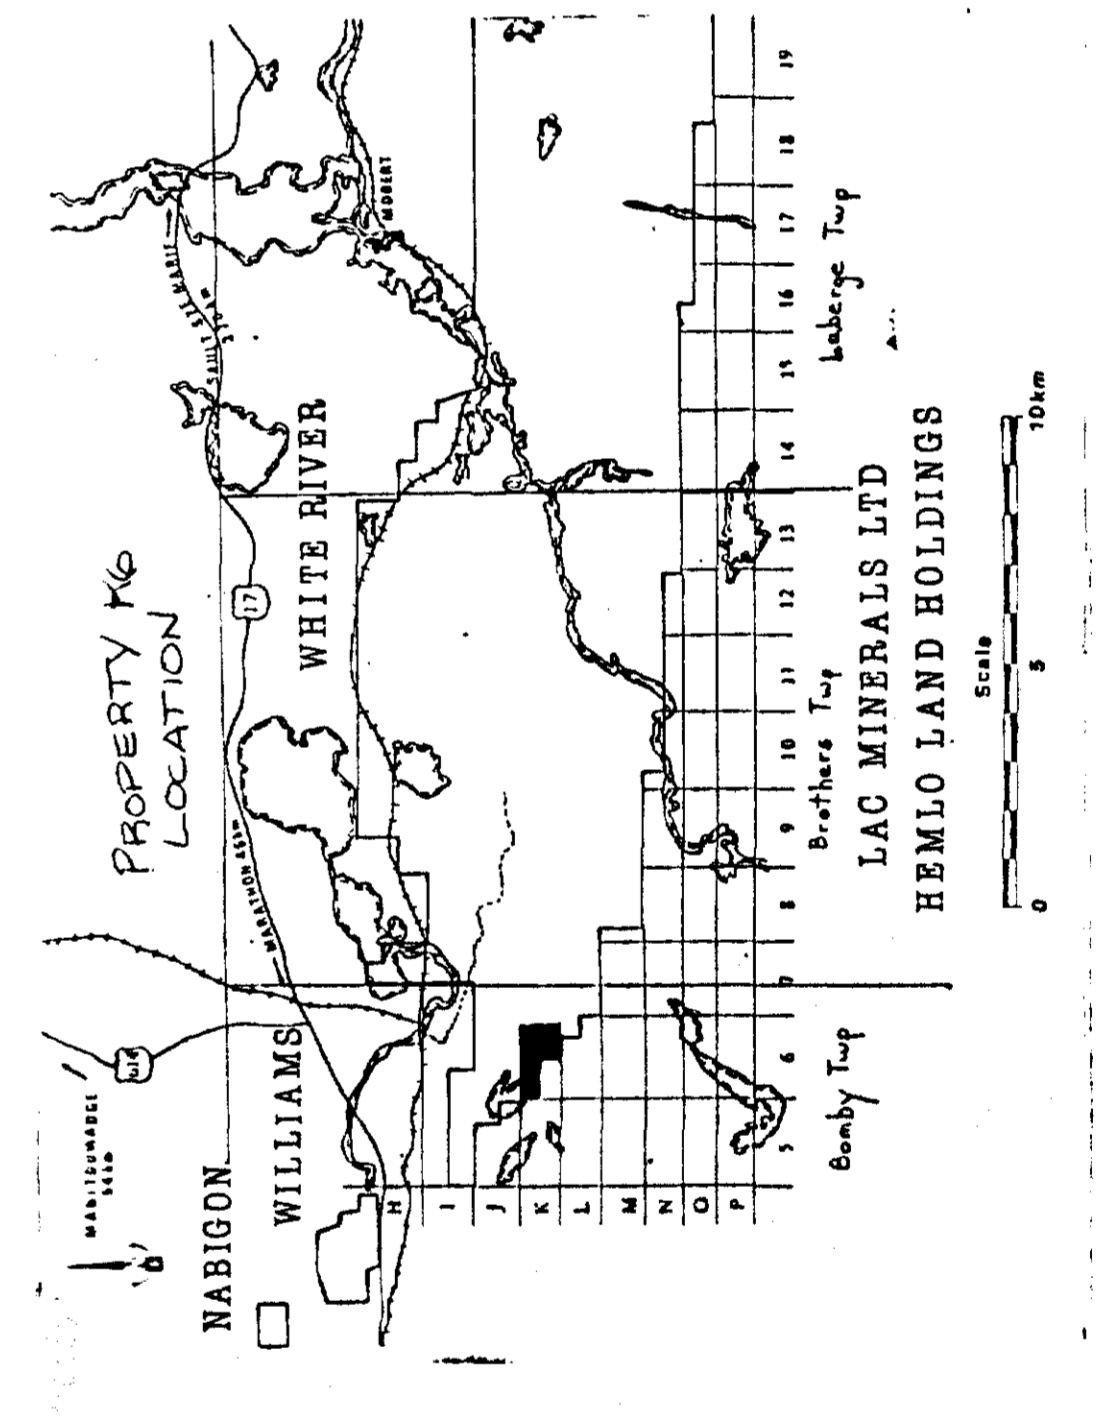 PROPERTY K6
LOCATION
MANITOUWADGE
17
614
MARATHON
SAULT STE MARIE
MOBERT
NABIGON
WILLIAMS
WHITE RIVER
H
I
J
K
L
M
N
O
P
5
6
7
8
9
10
11
12
13
14
15
16
17
18
19
Bomby Twp
Brothers Twp
Laberge Twp
LAC MINERALS LTD
HEMLO LAND HOLDINGS
Scale
0
5
10km